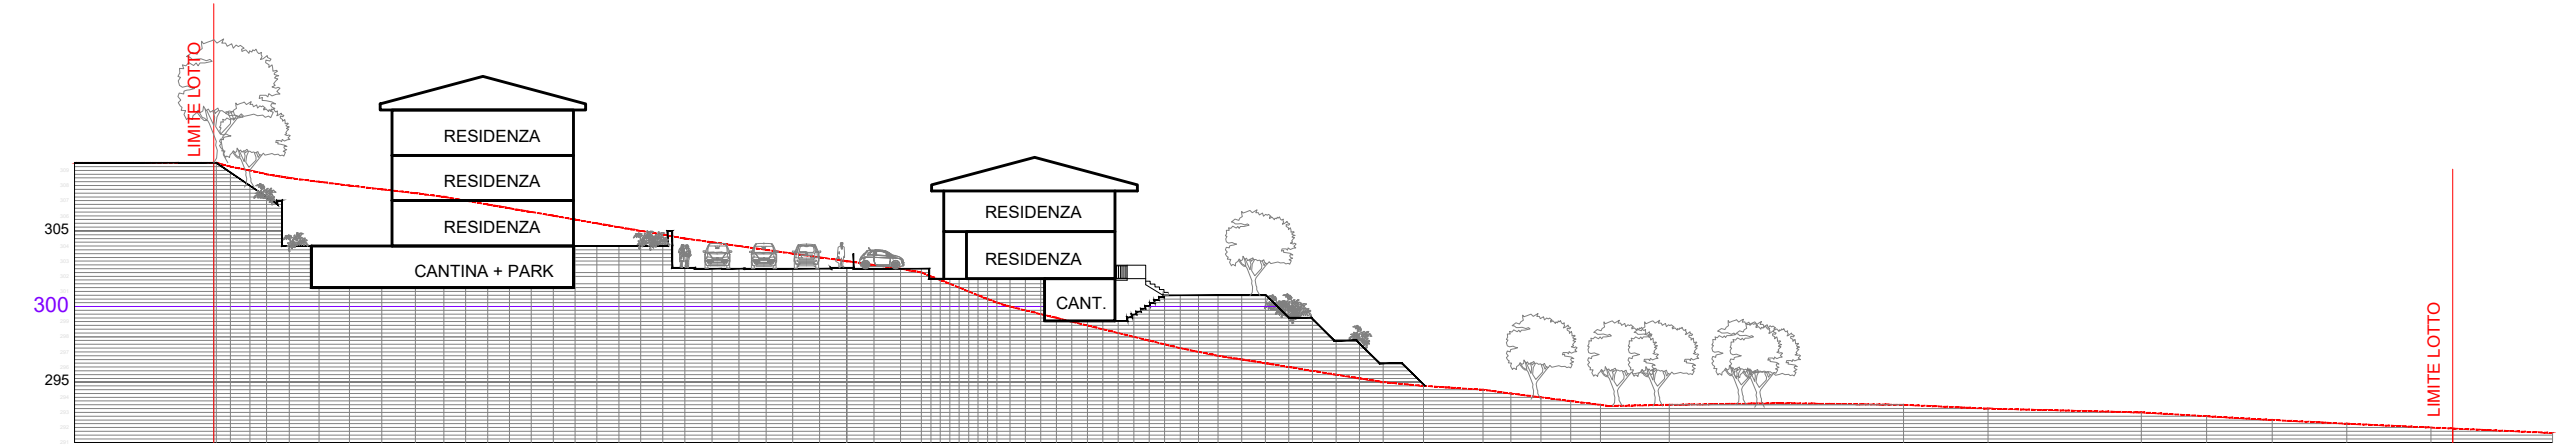 LIMITE LOTTO
RESIDENZA
RESIDENZA
RESIDENZA
CANTINA + PARK
RESIDENZA
RESIDENZA
CANT.
305
300
295
LIMITE LOTTO